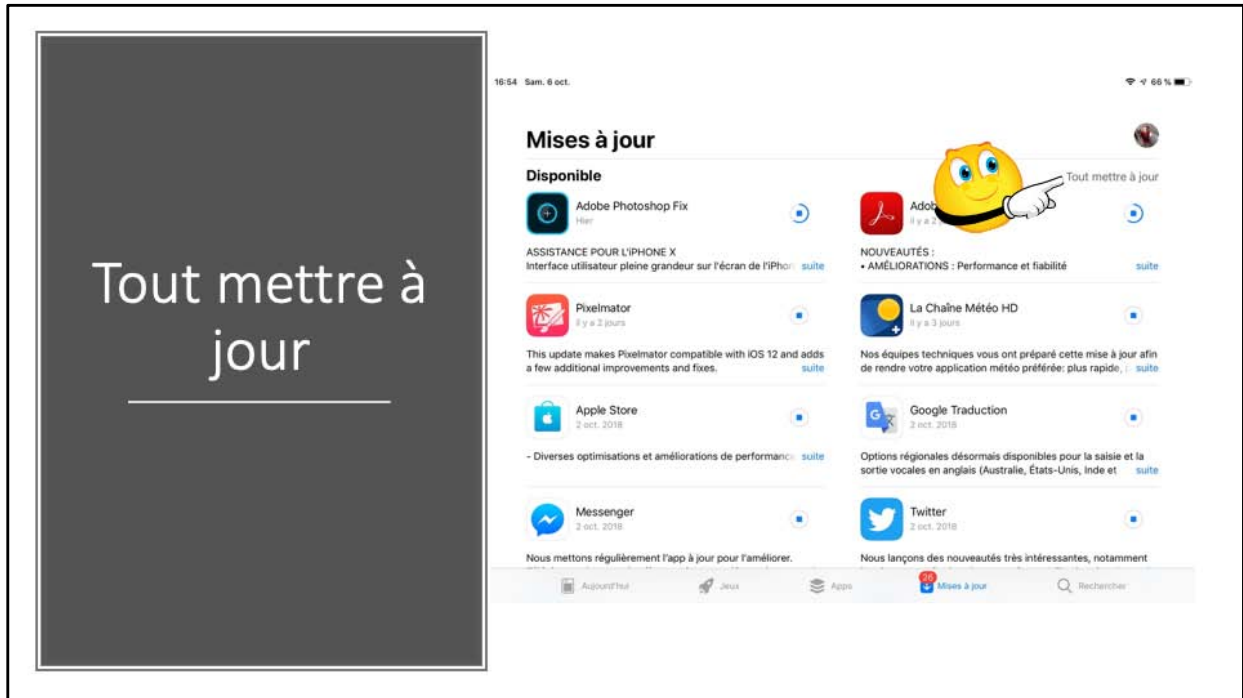 Tout mettre à
jour
16:54 Sam. 6 oct.
66 %
Mises à jour
Disponible
Tout mettre à jour
Adobe Photoshop Fix
Hier
ASSISTANCE POUR L'iPHONE X
Interface utilisateur pleine grandeur sur l'écran de l'iPhon suite
Adob
il y a 2
NOUVEAUTÉS :
• AMÉLIORATIONS : Performance et fiabilité suite
Pixelmator
il y a 2 jours
This update makes Pixelmator compatible with iOS 12 and adds
a few additional improvements and fixes. suite
La Chaîne Météo HD
il y a 3 jours
Nos équipes techniques vous ont préparé cette mise à jour afin
de rendre votre application météo préférée: plus rapide, suite
Apple Store
2 oct. 2018
- Diverses optimisations et améliorations de performance suite
Google Traduction
2 oct. 2018
Options régionales désormais disponibles pour la saisie et la
sortie vocales en anglais (Australie, États-Unis, Inde et suite
Messenger
2 oct. 2018
Nous mettons régulièrement l'app à jour pour l'améliorer.
Twitter
2 oct. 2018
Nous lançons des nouveautés très intéressantes, notamment
Aujourd'hui
Jeux
Apps
26
Mises à jour
Rechercher